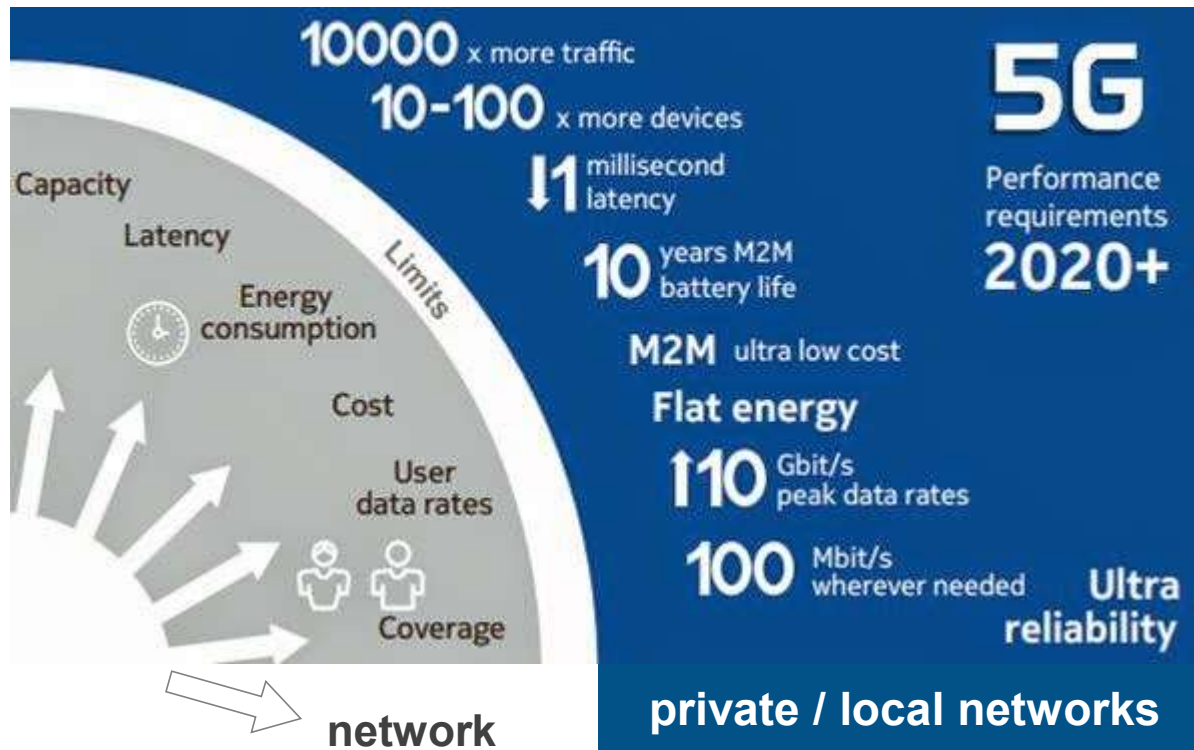 10000 x more traffic
10-100 x more devices
1 millisecond
latency
10 years M2M
battery life
M2M ultra low cost
Flat energy
10 Gbit/s
peak data rates
100 Mbit/s
wherever needed
Ultra
reliability
5G
Performance
requirements
2020+
Limits
Capacity
Latency
Energy
consumption
Cost
User
data rates
Coverage
network
private / local networks